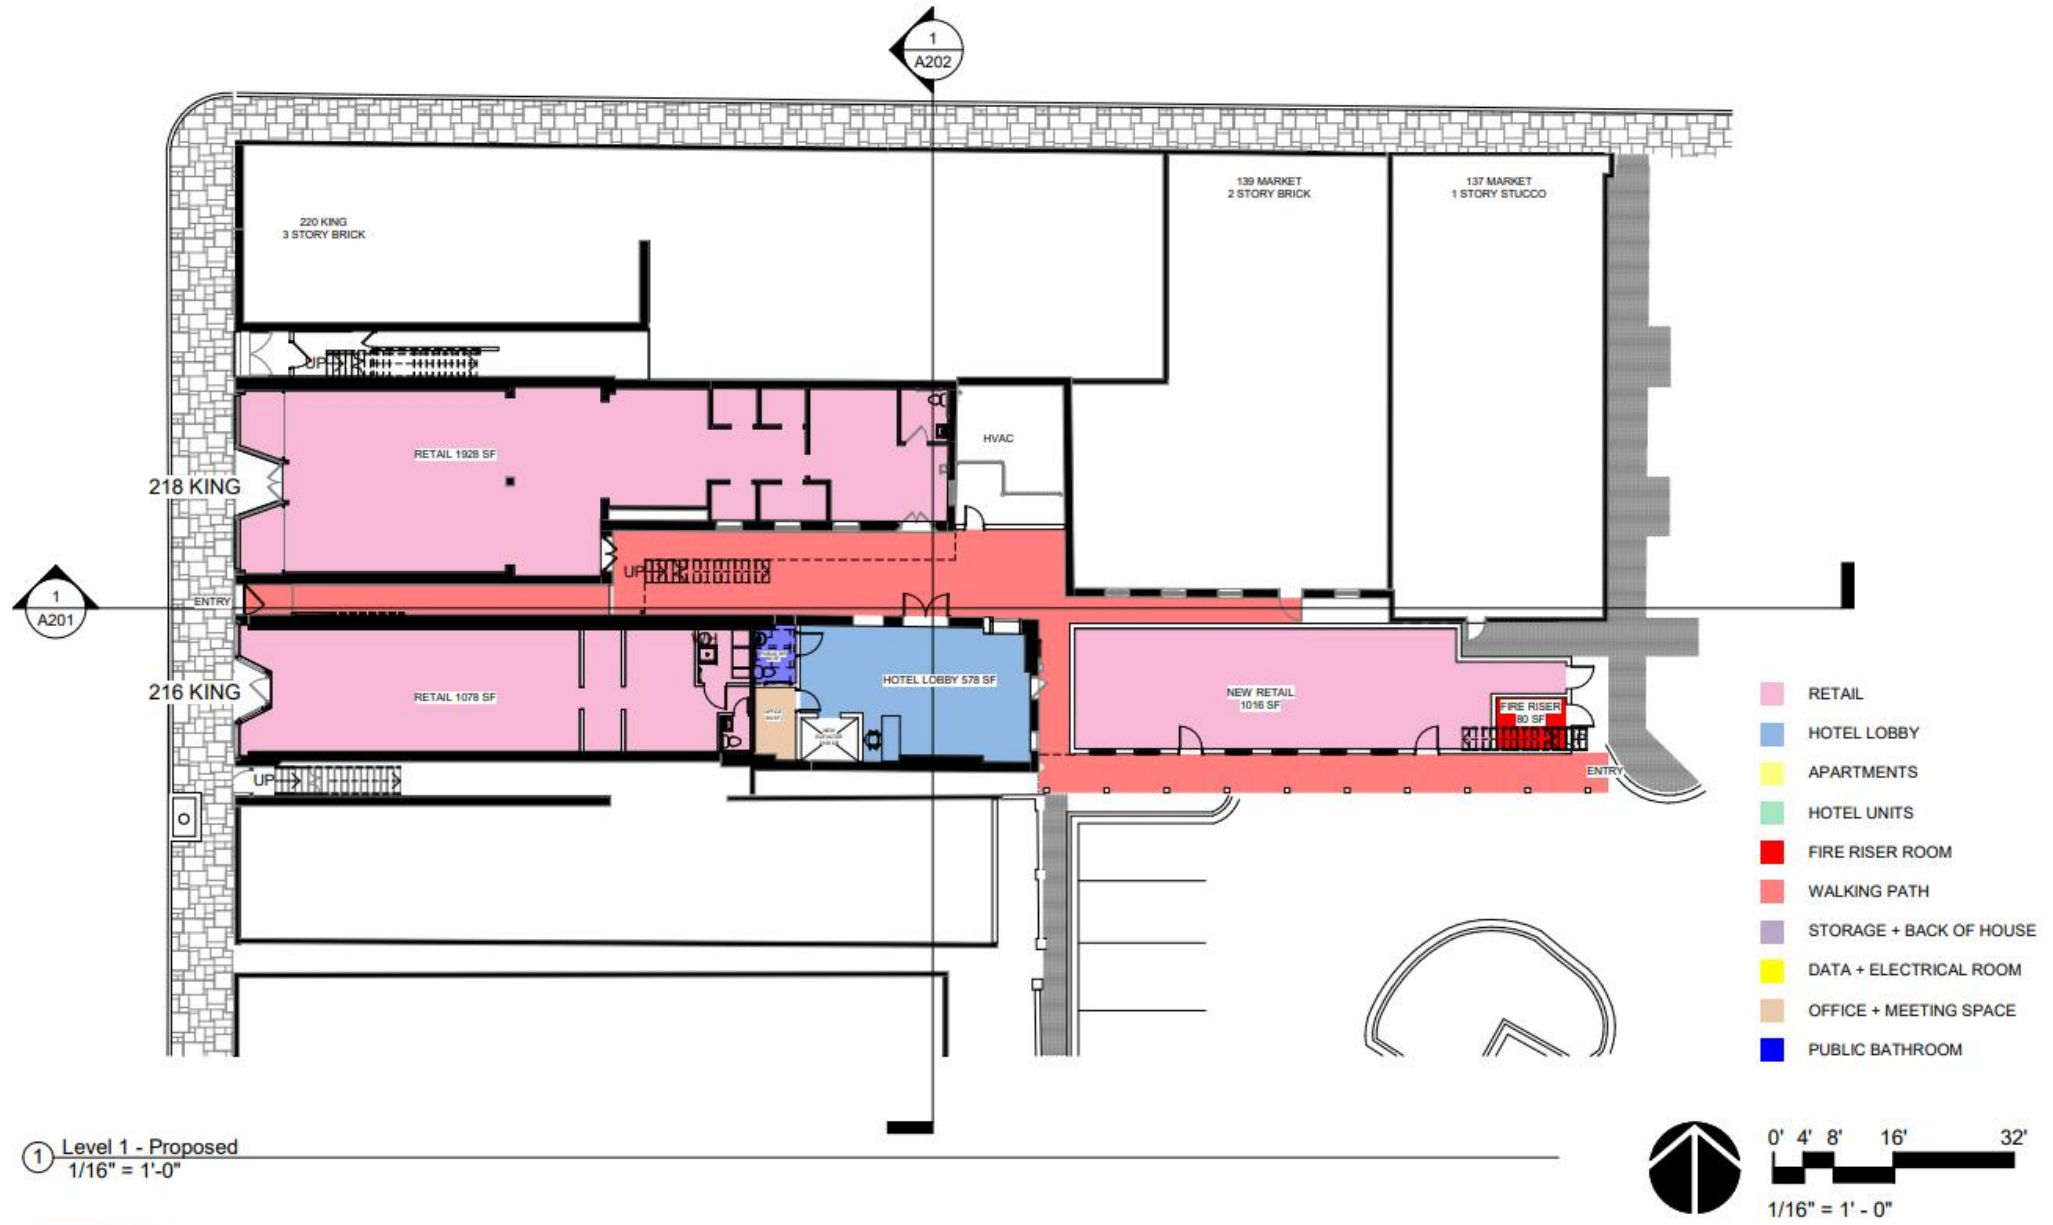 1
A202
139 MARKET
2 STORY BRICK
137 MARKET
1 STORY STUCCO
220 KING
3 STORY BRICK
UP
HVAC
RETAIL 1928 SF
218 KING
UP
ENTRY
1
A201
216 KING
RETAIL 1078 SF
HOTEL LOBBY 578 SF
NEW RETAIL
1016 SF
FIRE RISER
80 SF
UP
ENTRY
UP
RETAIL
HOTEL LOBBY
APARTMENTS
HOTEL UNITS
FIRE RISER ROOM
WALKING PATH
STORAGE + BACK OF HOUSE
DATA + ELECTRICAL ROOM
OFFICE + MEETING SPACE
PUBLIC BATHROOM
1
Level 1 - Proposed
1/16" = 1'-0"
0' 4' 8' 16' 32'
1/16" = 1' - 0"